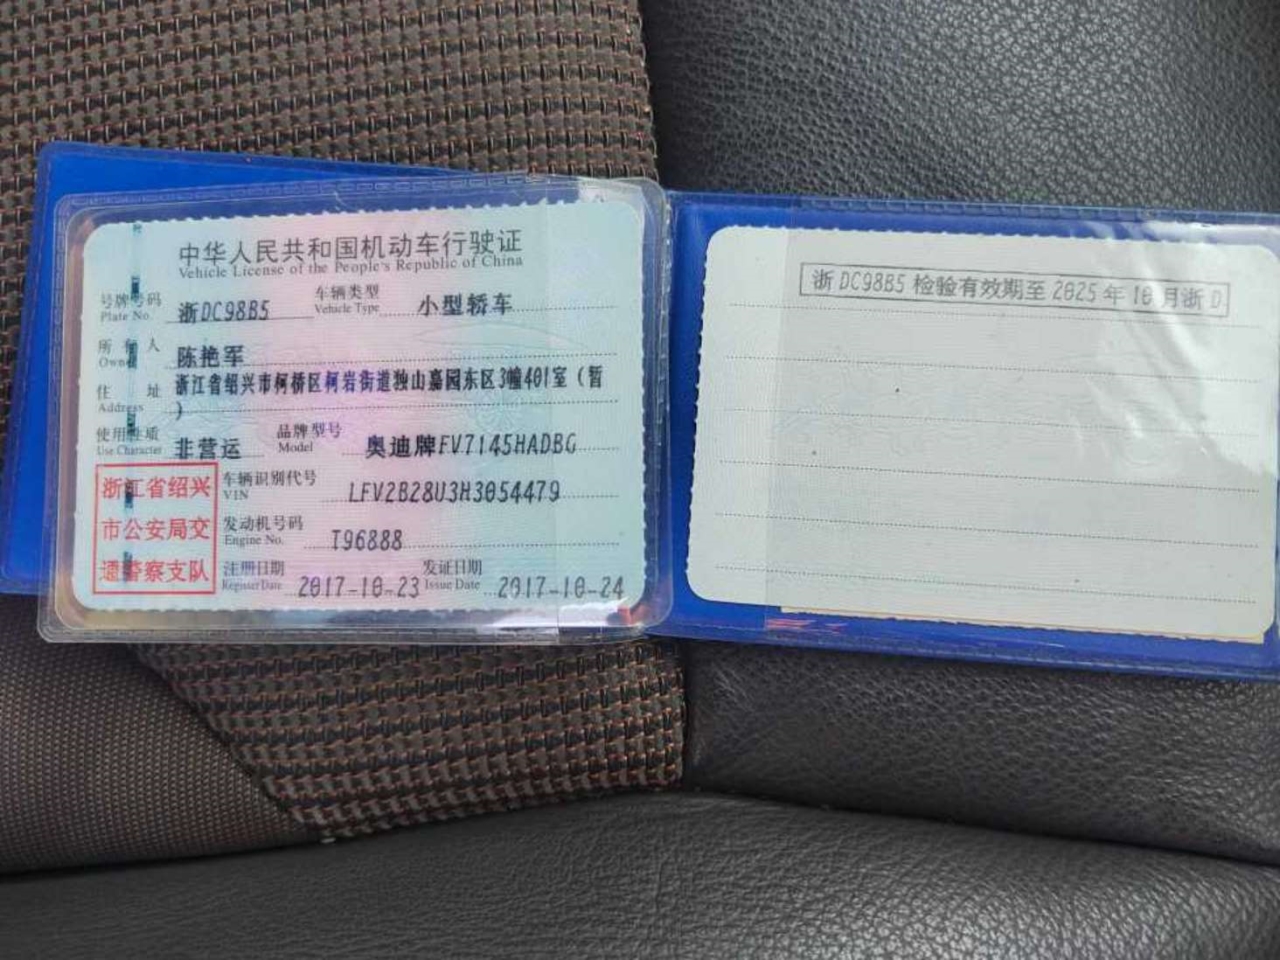 中华人民共和国机动车行驶证
Vehicle License of the People's Republic of China
号牌号码 浙DC98B5 车辆类型 小型轿车
Plate No. Vehicle Type
所有人 陈艳军
Owner
住址 浙江省绍兴市柯桥区柯岩街道独山嘉园东区3幢401室（暂
Address ）
使用性质 非营运 品牌型号 奥迪牌FV7145HADBG
Use Character Model
浙江省绍兴
市公安局交
通警察支队
车辆识别代号 LFV2B28U3H3054479
VIN
发动机号码 T96888
Engine No.
注册日期 2017-10-23 发证日期 2017-10-24
Register Date Issue Date
浙DC98B5 检验有效期至 2025 年 10 月浙 D